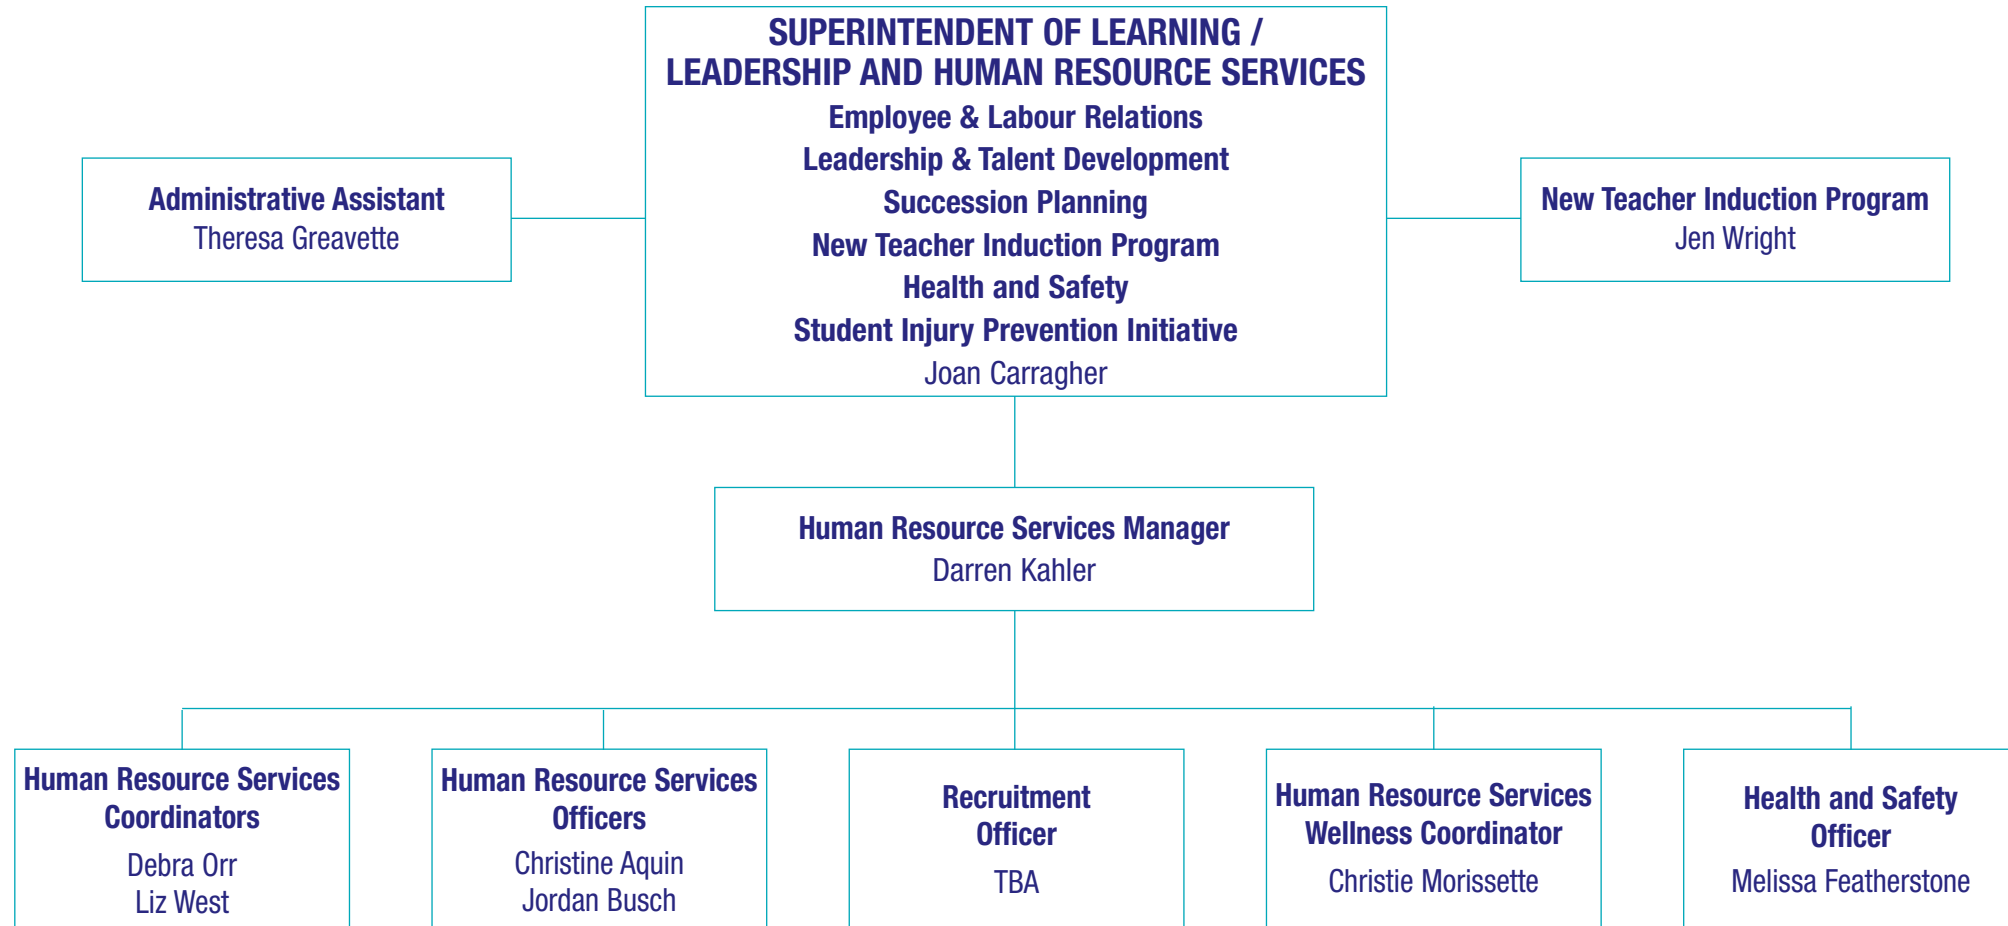 SUPERINTENDENT OF LEARNING /
LEADERSHIP AND HUMAN RESOURCE SERVICES
Employee & Labour Relations
Leadership & Talent Development
Succession Planning
New Teacher Induction Program
Health and Safety
Student Injury Prevention Initiative
Joan Carragher
Administrative Assistant
Theresa Greavette
New Teacher Induction Program
Jen Wright
Human Resource Services Manager
Darren Kahler
Human Resource Services
Coordinators
Debra Orr
Liz West
Human Resource Services
Officers
Christine Aquin
Jordan Busch
Recruitment
Officer
TBA
Human Resource Services
Wellness Coordinator
Christie Morissette
Health and Safety
Officer
Melissa Featherstone